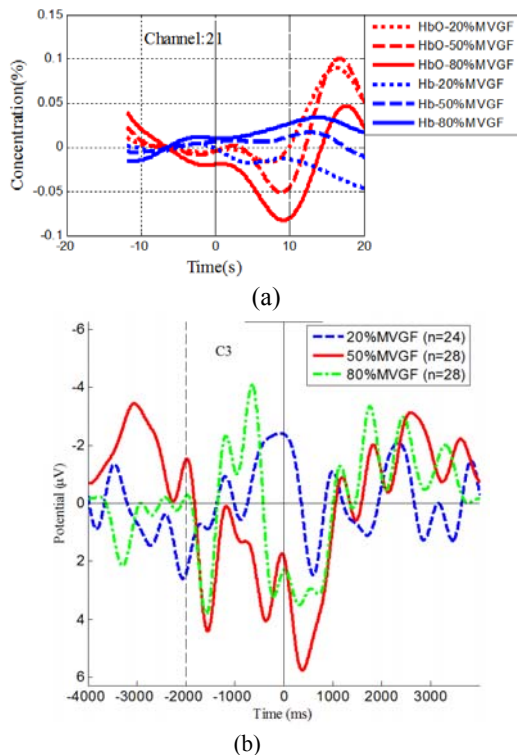 Channel:21
HbO-20%MVGF
HbO-50%MVGF
HbO-80%MVGF
Hb-20%MVGF
Hb-50%MVGF
Hb-80%MVGF
0.15
0.1
0.05
0
-0.05
-0.1
Concentration(%)
-20 -10 0 10 20
Time(s)
(a)
C3
20%MVGF (n=24)
50%MVGF (n=28)
80%MVGF (n=28)
-6
-4
-2
0
2
4
6
Potential (μV)
-4000 -3000 -2000 -1000 0 1000 2000 3000
Time (ms)
(b)